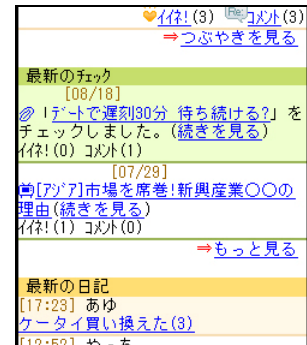 イイネ!(3) Re:コメント(3)
⇒つぶやきを見る
最新のチェック
[08/18]
「デートで遅刻30分 待ち続ける?」を
チェックしました。(続きを見る)
イイネ!(0) コメント(1)
[07/29]
[アジア]市場を席巻!新興産業〇〇の
理由(続きを見る)
イイネ!(1) コメント(0)
⇒もっと見る
最新の日記
[17:23] あゆ
ケータイ買い換えた(3)